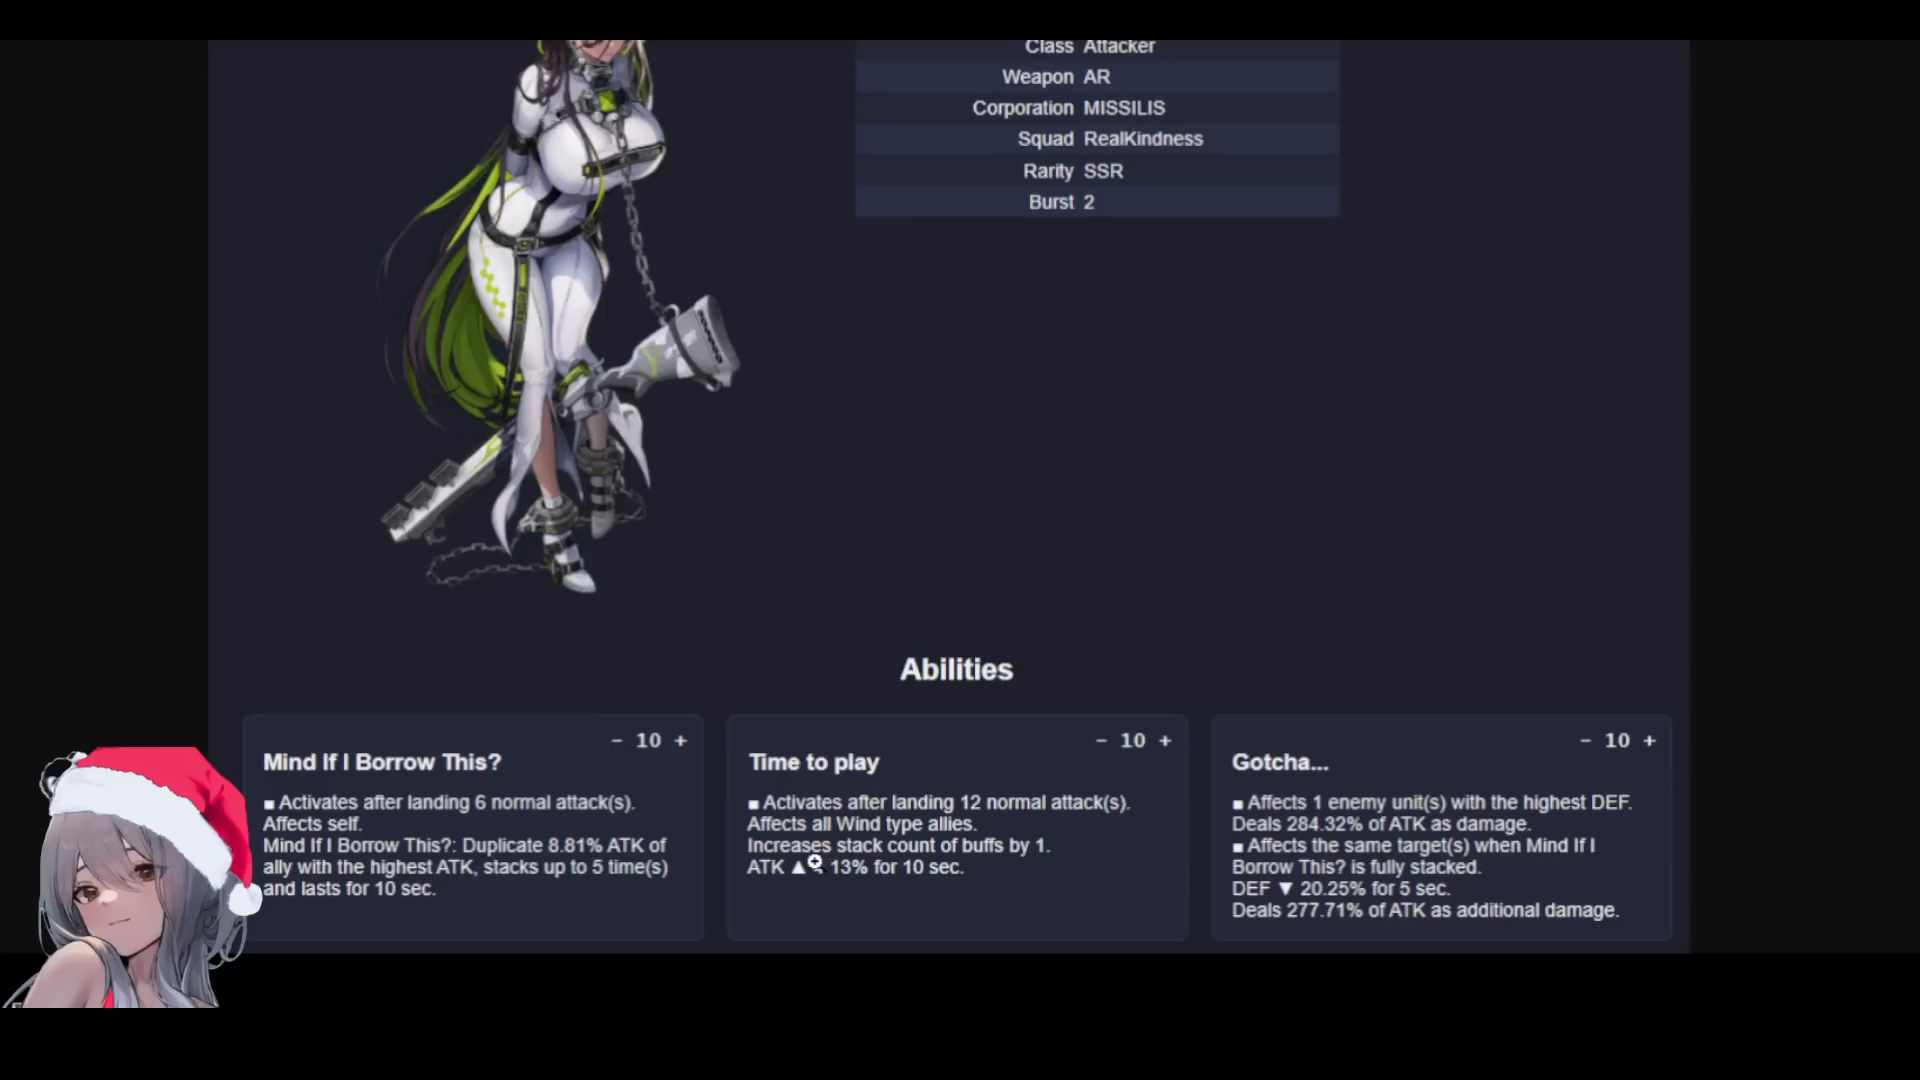 Class Attacker
Weapon AR
Corporation MISSILIS
Squad RealKindness
Rarity SSR
Burst 2
Abilities
− 10 +
Mind If I Borrow This?
■ Activates after landing 6 normal attack(s).
Affects self.
Mind If I Borrow This?: Duplicate 8.81% ATK of
ally with the highest ATK, stacks up to 5 time(s)
and lasts for 10 sec.
− 10 +
Time to play
■ Activates after landing 12 normal attack(s).
Affects all Wind type allies.
Increases stack count of buffs by 1.
ATK ▲ 13% for 10 sec.
− 10 +
Gotcha...
■ Affects 1 enemy unit(s) with the highest DEF.
Deals 284.32% of ATK as damage.
■ Affects the same target(s) when Mind If I
Borrow This? is fully stacked.
DEF ▼ 20.25% for 5 sec.
Deals 277.71% of ATK as additional damage.